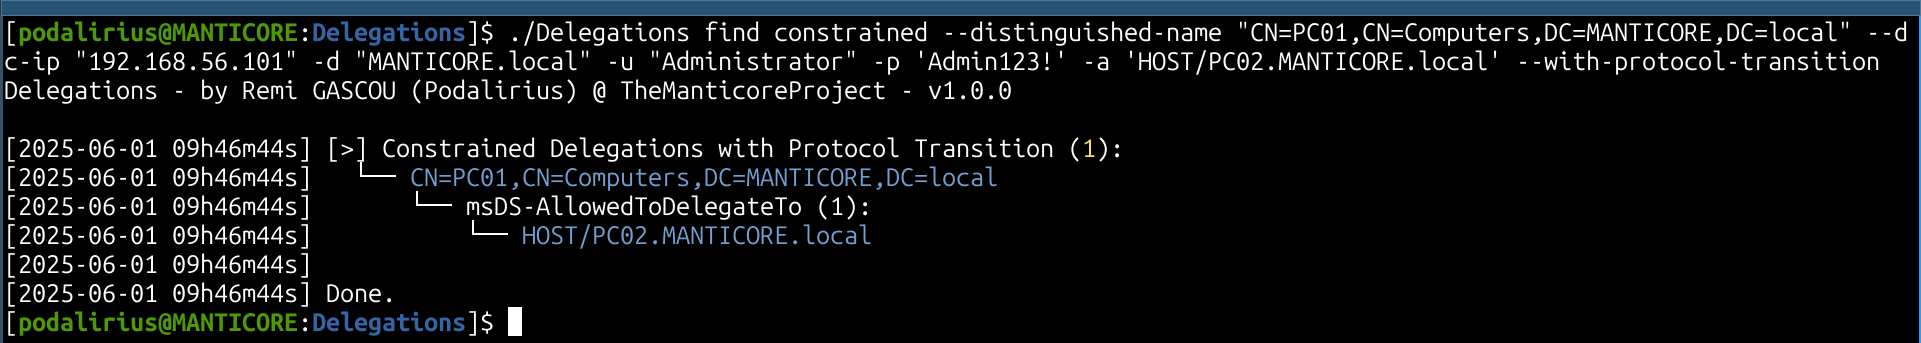 [podalirius@MANTICORE:Delegations]$ ./Delegations find constrained --distinguished-name "CN=PC01,CN=Computers,DC=MANTICORE,DC=local" --d
c-ip "192.168.56.101" -d "MANTICORE.local" -u "Administrator" -p 'Admin123!' -a 'HOST/PC02.MANTICORE.local' --with-protocol-transition
Delegations - by Remi GASCOU (Podalirius) @ TheManticoreProject - v1.0.0
[2025-06-01 09h46m44s] [>] Constrained Delegations with Protocol Transition (1):
[2025-06-01 09h46m44s]   └── CN=PC01,CN=Computers,DC=MANTICORE,DC=local
[2025-06-01 09h46m44s]       └── msDS-AllowedToDelegateTo (1):
[2025-06-01 09h46m44s]           └── HOST/PC02.MANTICORE.local
[2025-06-01 09h46m44s]
[2025-06-01 09h46m44s] Done.
[podalirius@MANTICORE:Delegations]$